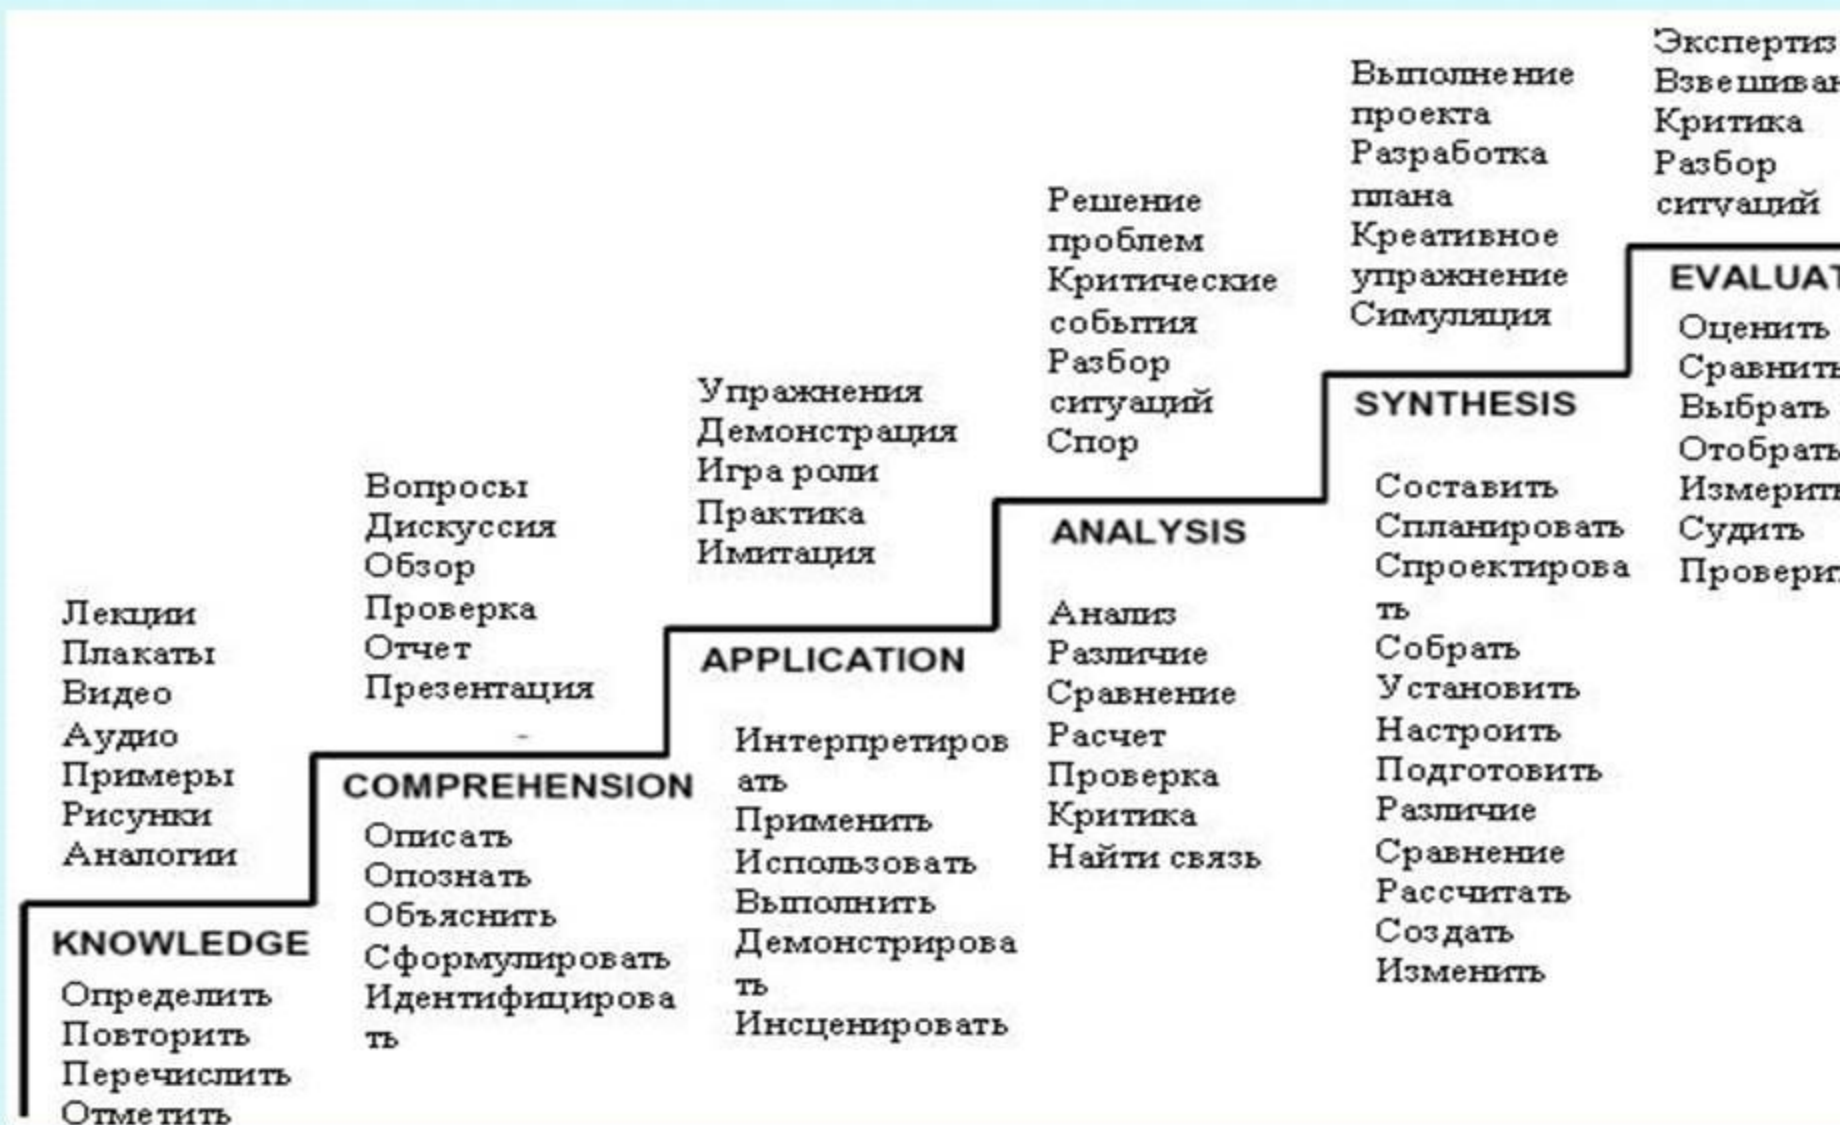 Лекции
Плакаты
Видео
Аудио
Примеры
Рисунки
Аналогии
KNOWLEDGE
Определить
Повторить
Перечислить
Отметить
Вопросы
Дискуссия
Обзор
Проверка
Отчет
Презентация
COMPREHENSION
Описать
Опознать
Объяснить
Сформулировать
Идентифицирова
ть
Упражнения
Демонстрация
Игра роли
Практика
Имитация
APPLICATION
Интерпретиров
ать
Применить
Использовать
Выполнить
Демонстрирова
ть
Инсценировать
Решение
проблем
Критические
события
Разбор
ситуаций
Спор
ANALYSIS
Анализ
Различие
Сравнение
Расчет
Проверка
Критика
Найти связь
Выполнение
проекта
Разработка
плана
Креативное
упражнение
Симуляция
SYNTHESIS
Составить
Спланировать
Спроектирова
ть
Собрать
Установить
Настроить
Подготовить
Различие
Сравнение
Рассчитать
Создать
Изменить
Экспертиз
Взвешиван
Критика
Разбор
ситуаций
EVALUAT
Оценить
Сравнить
Выбрать
Отобрать
Измерить
Судить
Проверит